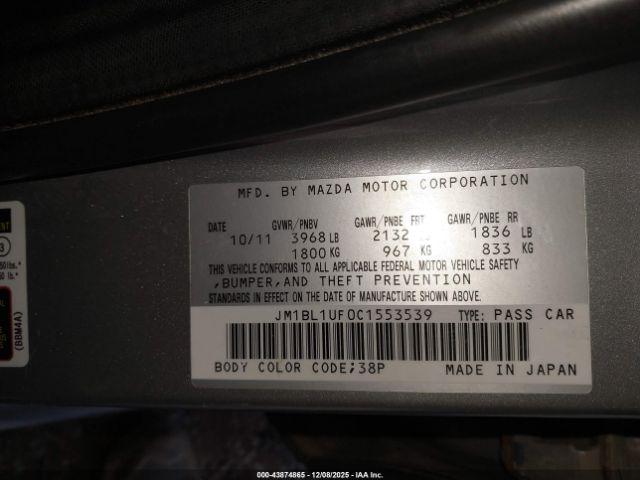 MFD. BY MAZDA MOTOR CORPORATION
DATE GVWR/PNBV GAWR/PNBE FRT GAWR/PNBE RR
10/11 3968 LB 2132 1836 LB
1800 KG 967 KG 833 KG
THIS VEHICLE CONFORMS TO ALL APPLICABLE FEDERAL MOTOR VEHICLE SAFETY
,BUMPER,AND THEFT PREVENTION
STANDARDS IN EFFECT ON THE DATE OF MANUFACTURE SHOWN ABOVE.
JM1BL1UF0C1553539 TYPE: PASS CAR
BODY COLOR CODE;38P MADE IN JAPAN
(BBM4A)
000-43874865 | 12/08/2025 | © IAA, Inc.